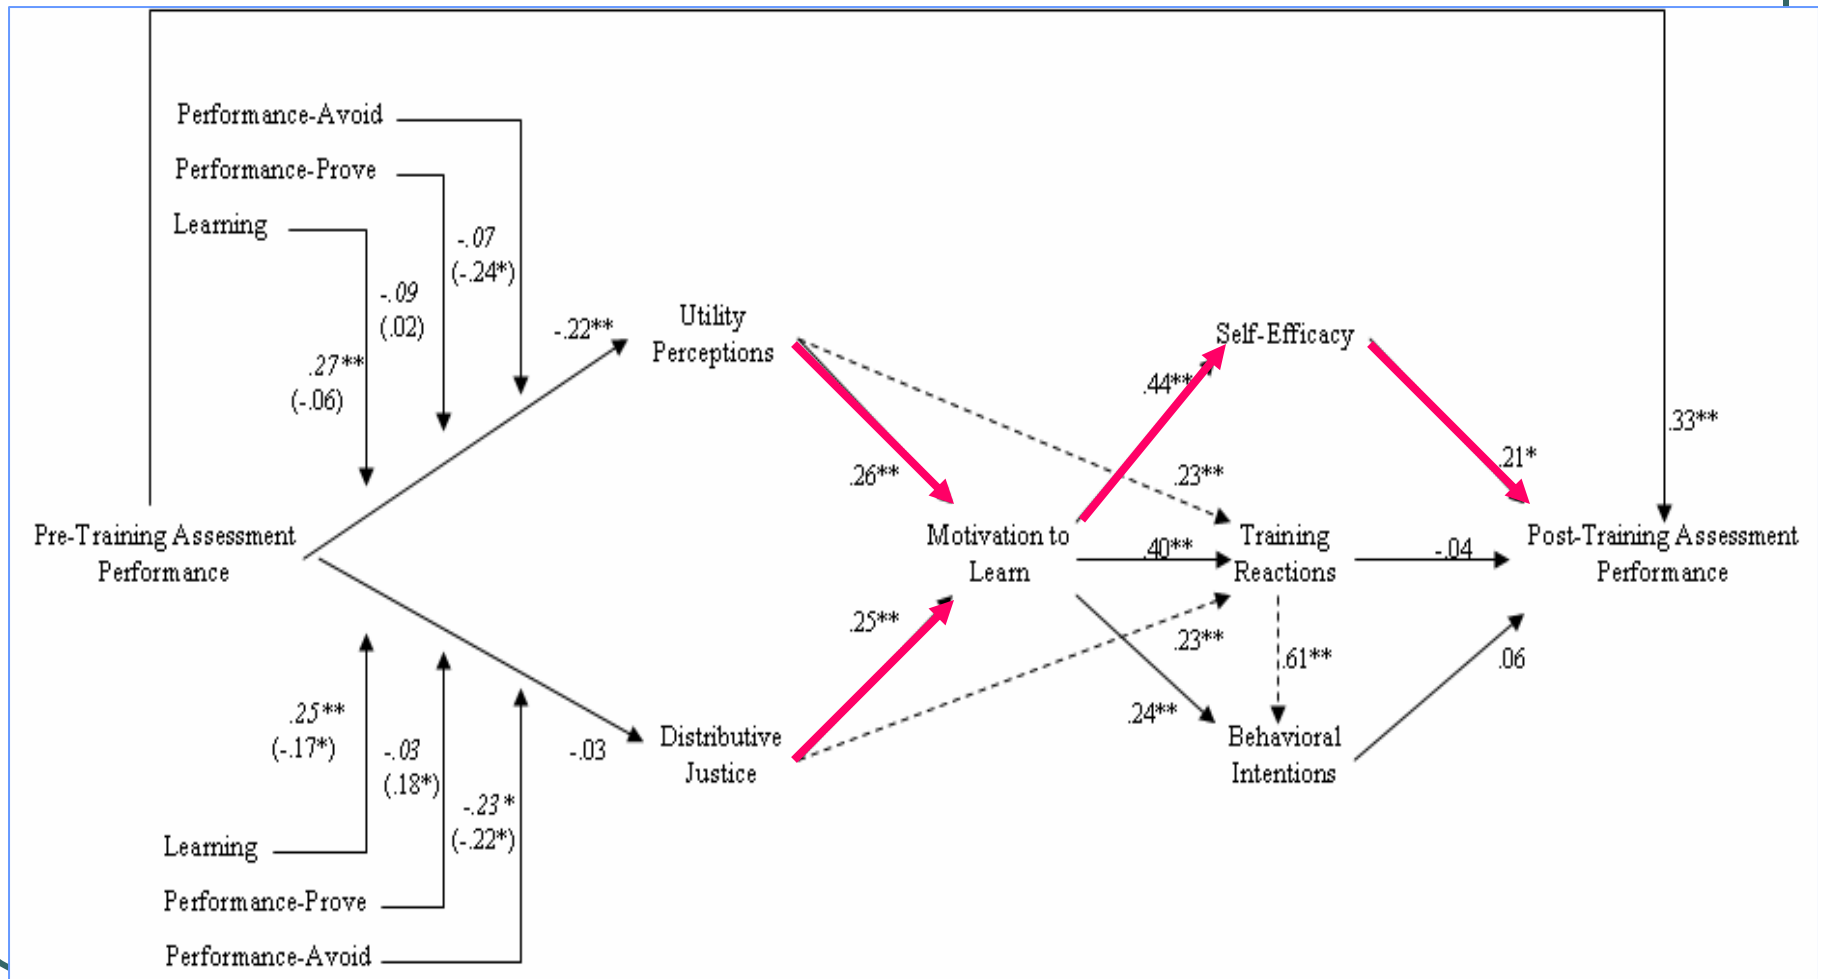 Performance-Avoid
Performance-Prove
Learning
-.07
(-.24*)
-.09
(.02)
.27**
(-.06)
-.22**
Utility
Perceptions
Self-Efficacy
.44**
.33**
.26**
.23**
.21*
Pre-Training Assessment
Performance
Motivation to
Learn
.40**
Training
Reactions
-.04
Post-Training Assessment
Performance
.25**
.23**
.61**
.06
.24**
.25**
(-.17*)
-.03
(.18*)
-.23*
(-.22*)
-.03
Distributive
Justice
Behavioral
Intentions
Learning
Performance-Prove
Performance-Avoid